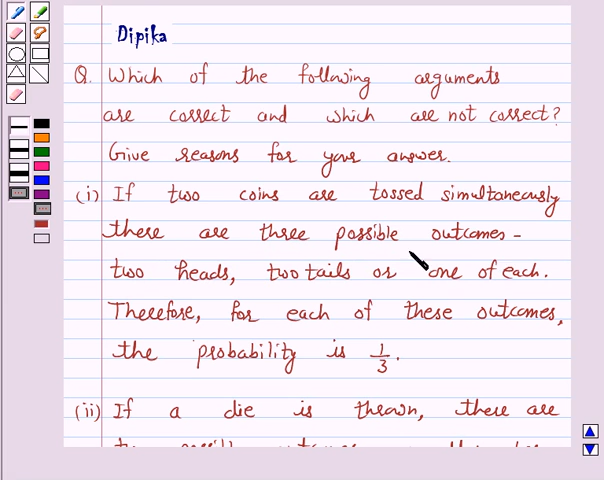 Dipika
Q. Which of the following arguments
are correct and which are not correct?
Give reasons for your answer.
(i) If two coins are tossed simultaneously
there are three possible outcomes -
two heads, two tails or one of each.
Therefore, for each of these outcomes,
the probability is 1/3.
(ii) If a die is thrown, there are